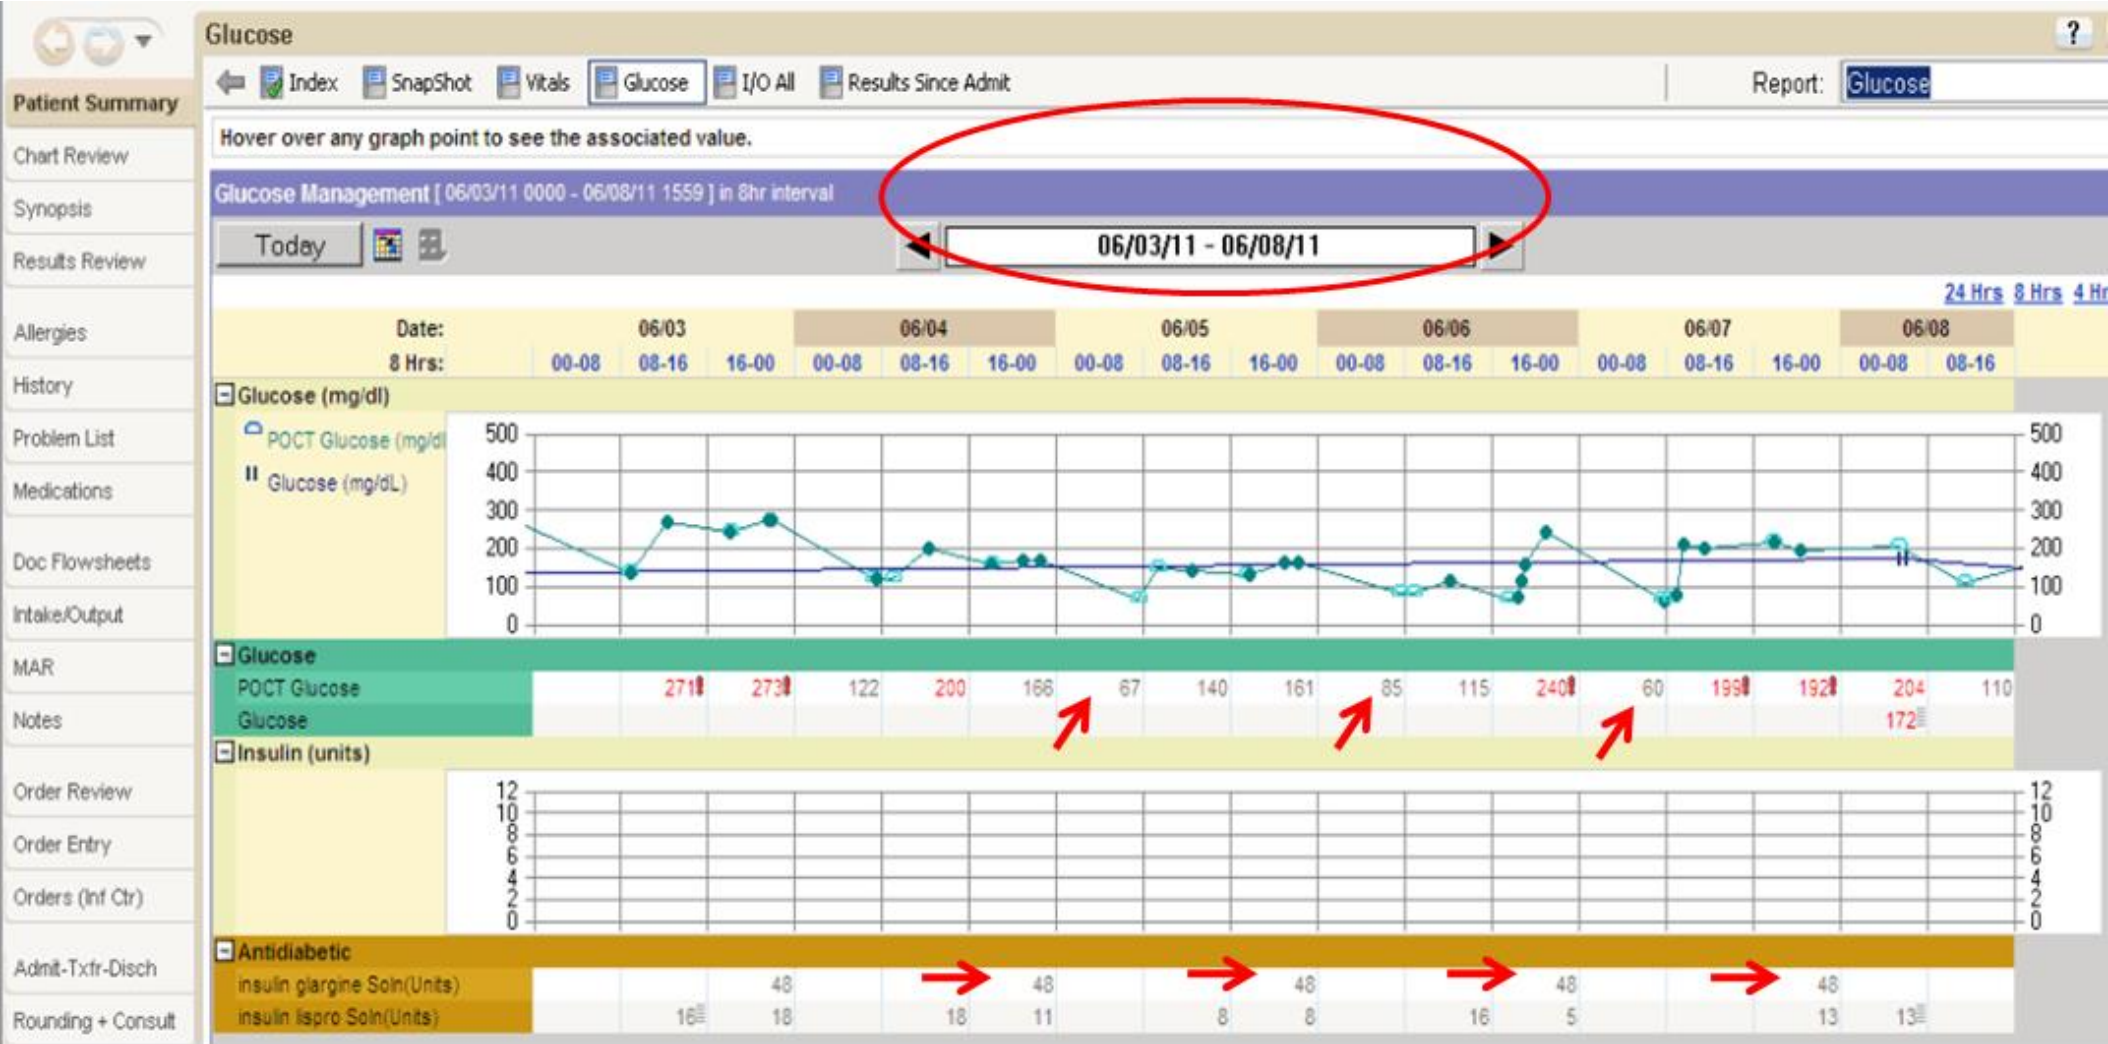 Glucose
?
Index SnapShot Vitals Glucose I/O All Results Since Admit Report: Glucose
Patient Summary
Chart Review
Synopsis
Results Review
Allergies
History
Problem List
Medications
Doc Flowsheets
Intake/Output
MAR
Notes
Order Review
Order Entry
Orders (Inf Ctr)
Admit-Txfr-Disch
Rounding + Consult
Hover over any graph point to see the associated value.
Glucose Management [ 06/03/11 0000 - 06/08/11 1559 ] in 8hr interval
Today 06/03/11 - 06/08/11
24 Hrs 8 Hrs 4 Hr
Date: 06/03 06/04 06/05 06/06 06/07 06/08
8 Hrs: 00-08 08-16 16-00 00-08 08-16 16-00 00-08 08-16 16-00 00-08 08-16 16-00 00-08 08-16 16-00 00-08 08-16
Glucose (mg/dl)
POCT Glucose (mg/dl
Glucose (mg/dL)
500 500
400 400
300 300
200 200
100 100
0 0
Glucose
POCT Glucose 271 273 122 200 166 67 140 161 85 115 240 60 199 192 204 110
Glucose 172
Insulin (units)
12 12
10 10
8 8
6 6
4 4
2 2
0 0
Antidiabetic
insulin glargine Soln(Units) 48 48 48 48 48
insulin lispro Soln(Units) 16 18 18 11 8 8 16 5 13 13